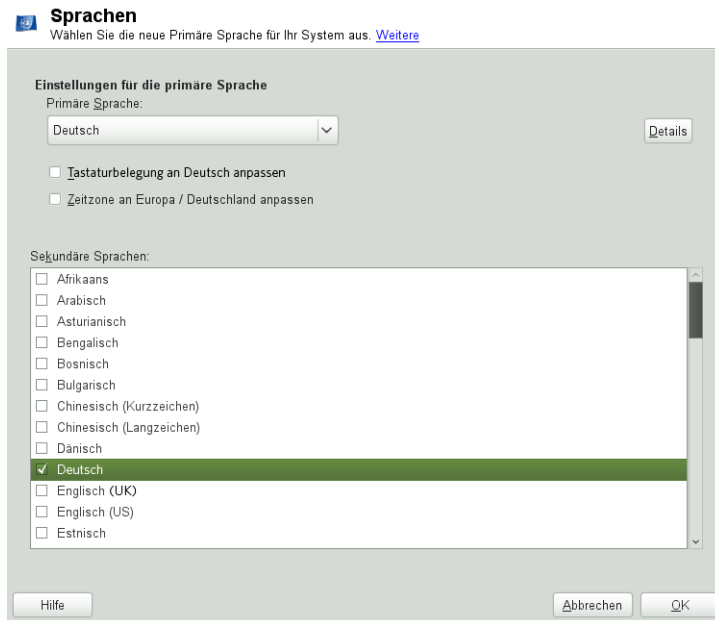 Sprachen
Wählen Sie die neue Primäre Sprache für Ihr System aus. Weitere
Einstellungen für die primäre Sprache
Primäre Sprache:
Deutsch
Details
Tastaturbelegung an Deutsch anpassen
Zeitzone an Europa / Deutschland anpassen
Sekundäre Sprachen:
Afrikaans
Arabisch
Asturianisch
Bengalisch
Bosnisch
Bulgarisch
Chinesisch (Kurzzeichen)
Chinesisch (Langzeichen)
Dänisch
Deutsch
Englisch (UK)
Englisch (US)
Estnisch
Hilfe
Abbrechen
OK